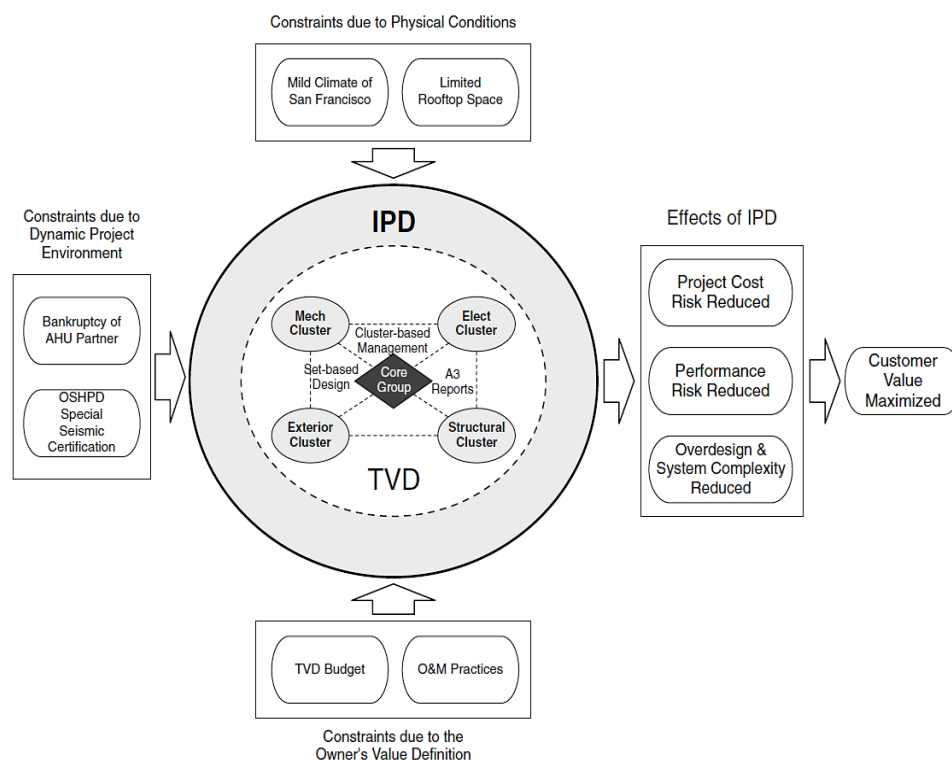 Constraints due to Physical Conditions
Mild Climate of
San Francisco
Limited
Rooftop Space
Constraints due to
Dynamic Project
Environment
Bankruptcy of
AHU Partner
OSHPD
Special
Seismic
Certification
IPD
Mech
Cluster
Elect
Cluster
Cluster-based
Management
Set-based
Design
Core
Group
A3
Reports
Exterior
Cluster
Structural
Cluster
TVD
Effects of IPD
Project Cost
Risk Reduced
Performance
Risk Reduced
Overdesign &
System Complexity
Reduced
Customer
Value
Maximized
TVD Budget
O&M Practices
Constraints due to the
Owner's Value Definition